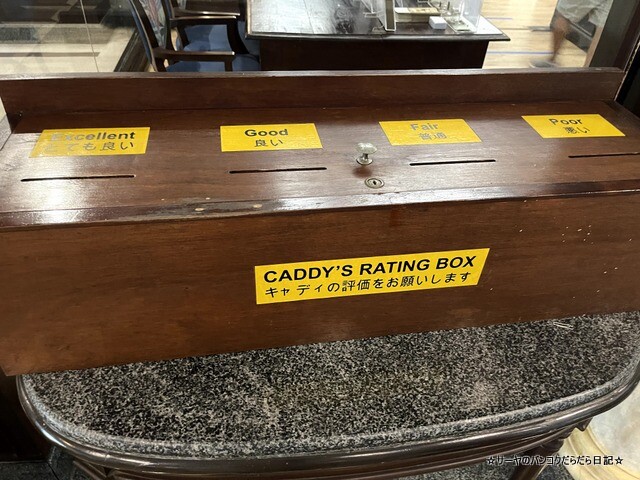 Excellent
とても良い
Good
良い
Fair
普通
Poor
悪い
CADDY'S RATING BOX
キャディの評価をお願いします
☆サーヤのバンコクだらだら日記☆